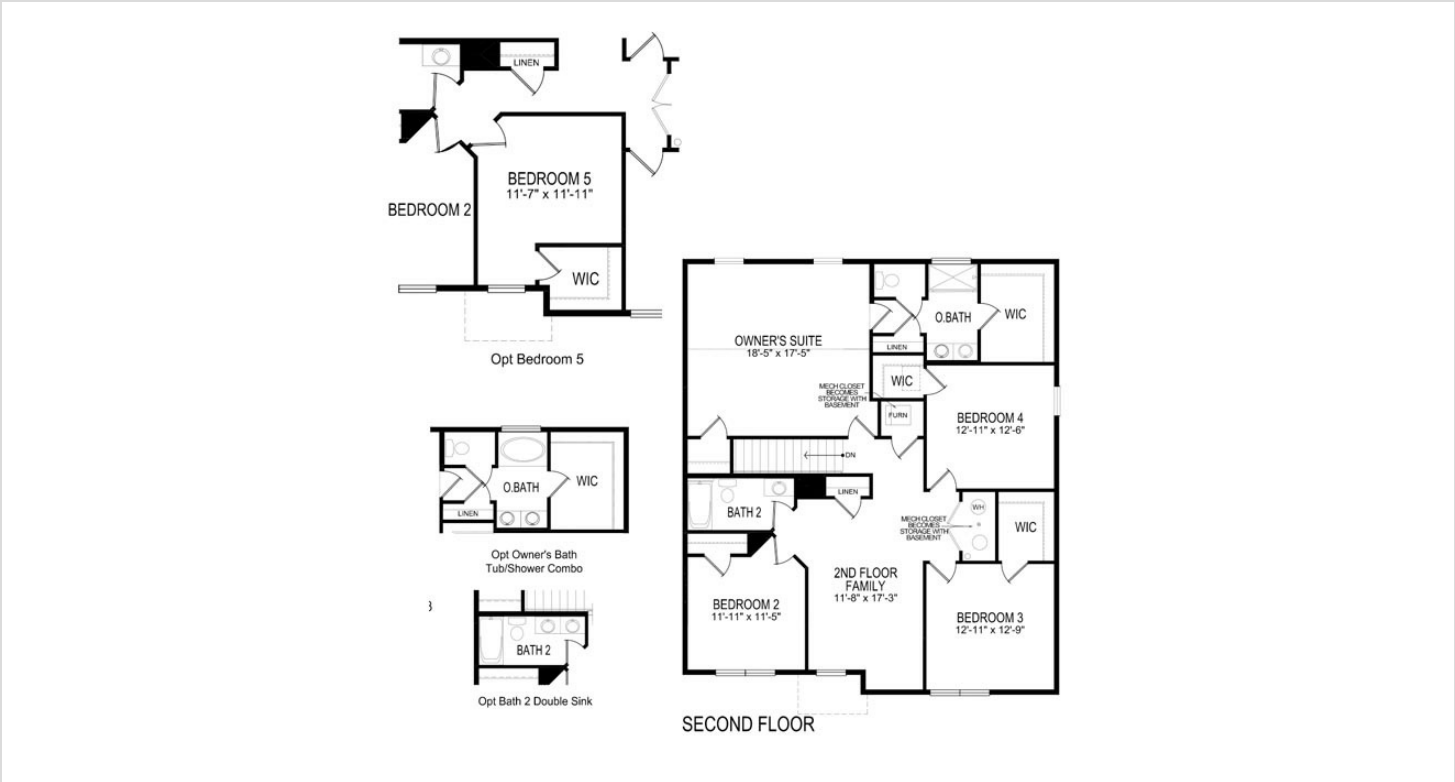 LINEN
BEDROOM 5
11'-7" x 11'-11"
BEDROOM 2
WIC
Opt Bedroom 5
O.BATH
WIC
LINEN
Opt Owner's Bath
Tub/Shower Combo
BATH 2
Opt Bath 2 Double Sink
OWNER'S SUITE
18'-5" x 17'-5"
O.BATH
WIC
LINEN
WIC
MECH CLOSET
BECOMES
STORAGE WITH
BASEMENT
FURN
BEDROOM 4
12'-11" x 12'-6"
DN
LINEN
BATH 2
WH
MECH CLOSET
BECOMES
STORAGE WITH
BASEMENT
WIC
2ND FLOOR
FAMILY
11'-8" x 17'-3"
BEDROOM 2
11'-11" x 11'-5"
BEDROOM 3
12'-11" x 12'-9"
SECOND FLOOR